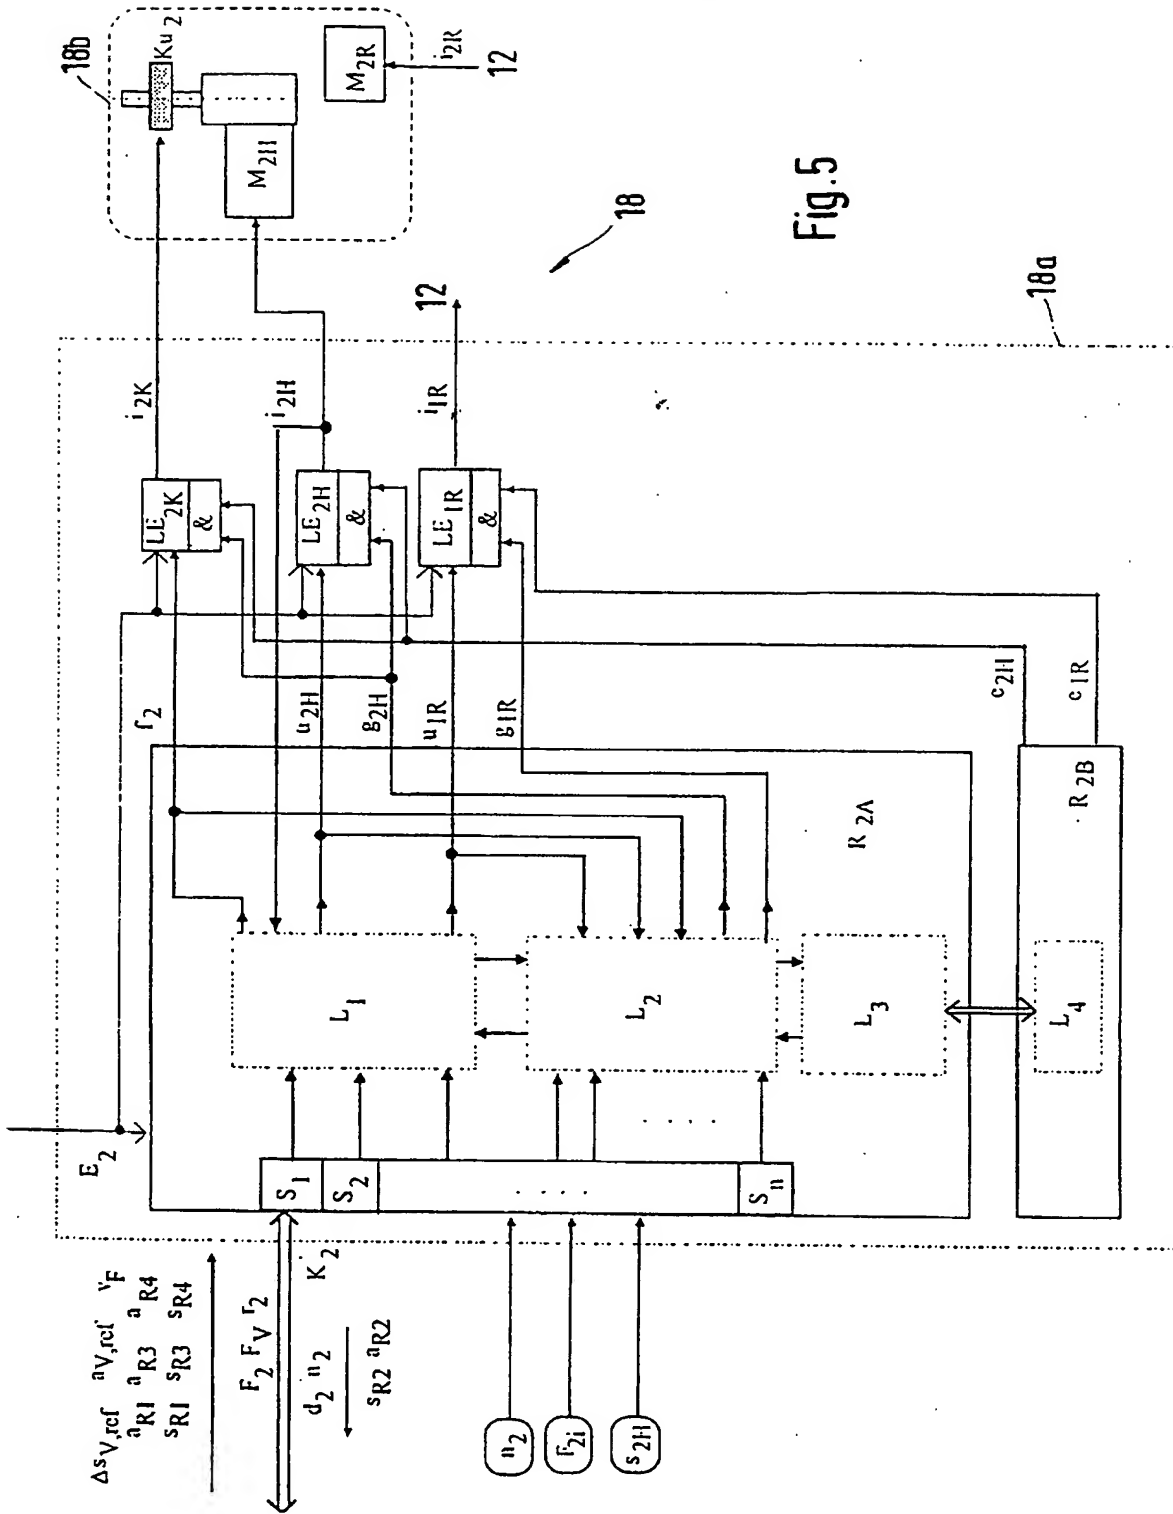 18b
Ku2
M2H
M2R
i2R
12
Fig.5
18
18a
12
i2K
i2H
i1R
LE2K
&
LE2H
&
LE1R
&
f2
u2H
g2H
u1R
g1R
c2H
c1R
E2
R2A
R2B
L1
L2
L3
L4
S1
S2
. . . .
Sn
. . . . .
K2
ΔsV,ref aV,ref vF
aR1 aR3 aR4
sR1 sR3 sR4
F2 FV r2
d2 n2
sR2 aR2
n2
F2i
s2H